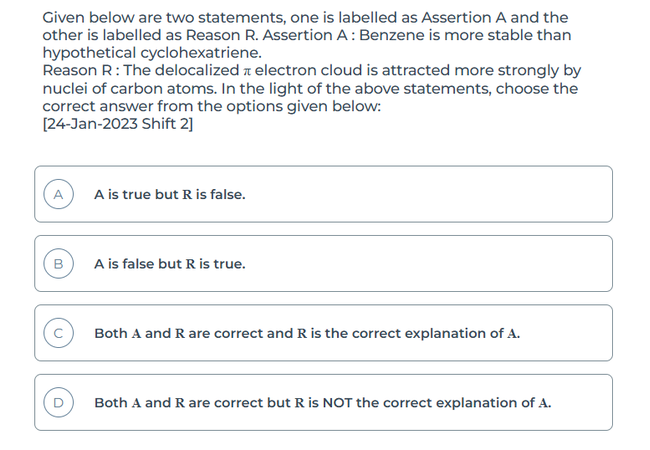 Given below are two statements, one is labelled as Assertion A and the
other is labelled as Reason R. Assertion A : Benzene is more stable than
hypothetical cyclohexatriene.
Reason R : The delocalized π electron cloud is attracted more strongly by
nuclei of carbon atoms. In the light of the above statements, choose the
correct answer from the options given below:
[24-Jan-2023 Shift 2]
A A is true but R is false.
B A is false but R is true.
C Both A and R are correct and R is the correct explanation of A.
D Both A and R are correct but R is NOT the correct explanation of A.